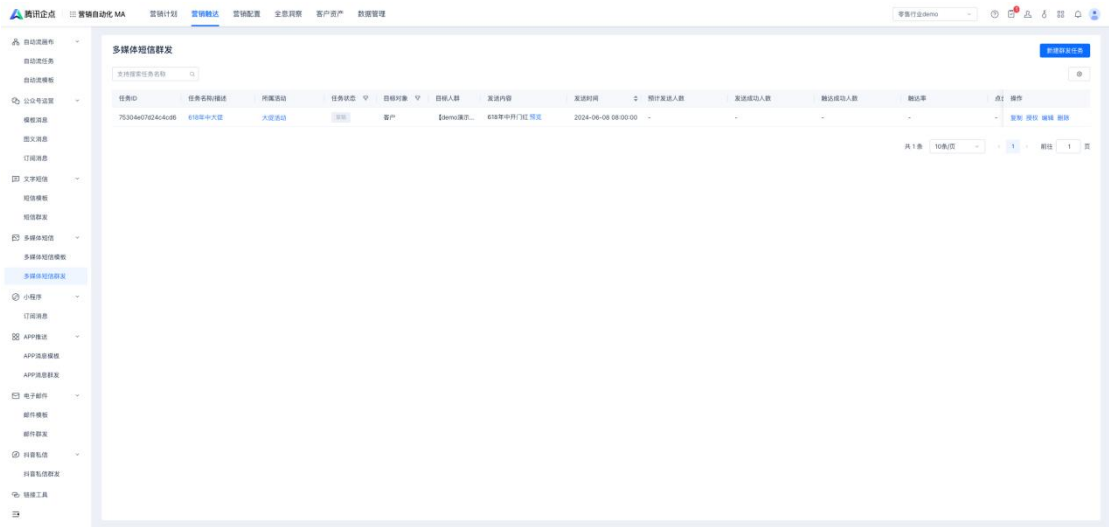 腾讯企点 营销自动化 MA 营销计划 营销触达 营销配置 全息洞察 客户资产 数据管理 零售行业demo
自动流画布
自动流任务
自动流模板
公众号运营
模板消息
图文消息
订阅消息
文字短信
短信模板
短信群发
多媒体短信
多媒体短信模板
多媒体短信群发
小程序
订阅消息
APP推送
APP消息模板
APP消息群发
电子邮件
邮件模板
邮件群发
抖音私信
抖音私信群发
链接工具
多媒体短信群发 新建群发任务
支持搜索任务名称
任务ID 任务名称/描述 所属活动 任务状态 目标对象 目标人群 发送内容 发送时间 预计发送人数 发送成功人数 触达成功人数 触达率 点击 操作
75304e07d24c4cd6 618年中大促 大促活动 客户 【demo演示... 618年中开门红 预览 2024-06-08 08:00:00 - - - - - 复制 授权 编辑 删除
共 1 条 10条/页 1 前往 1 页